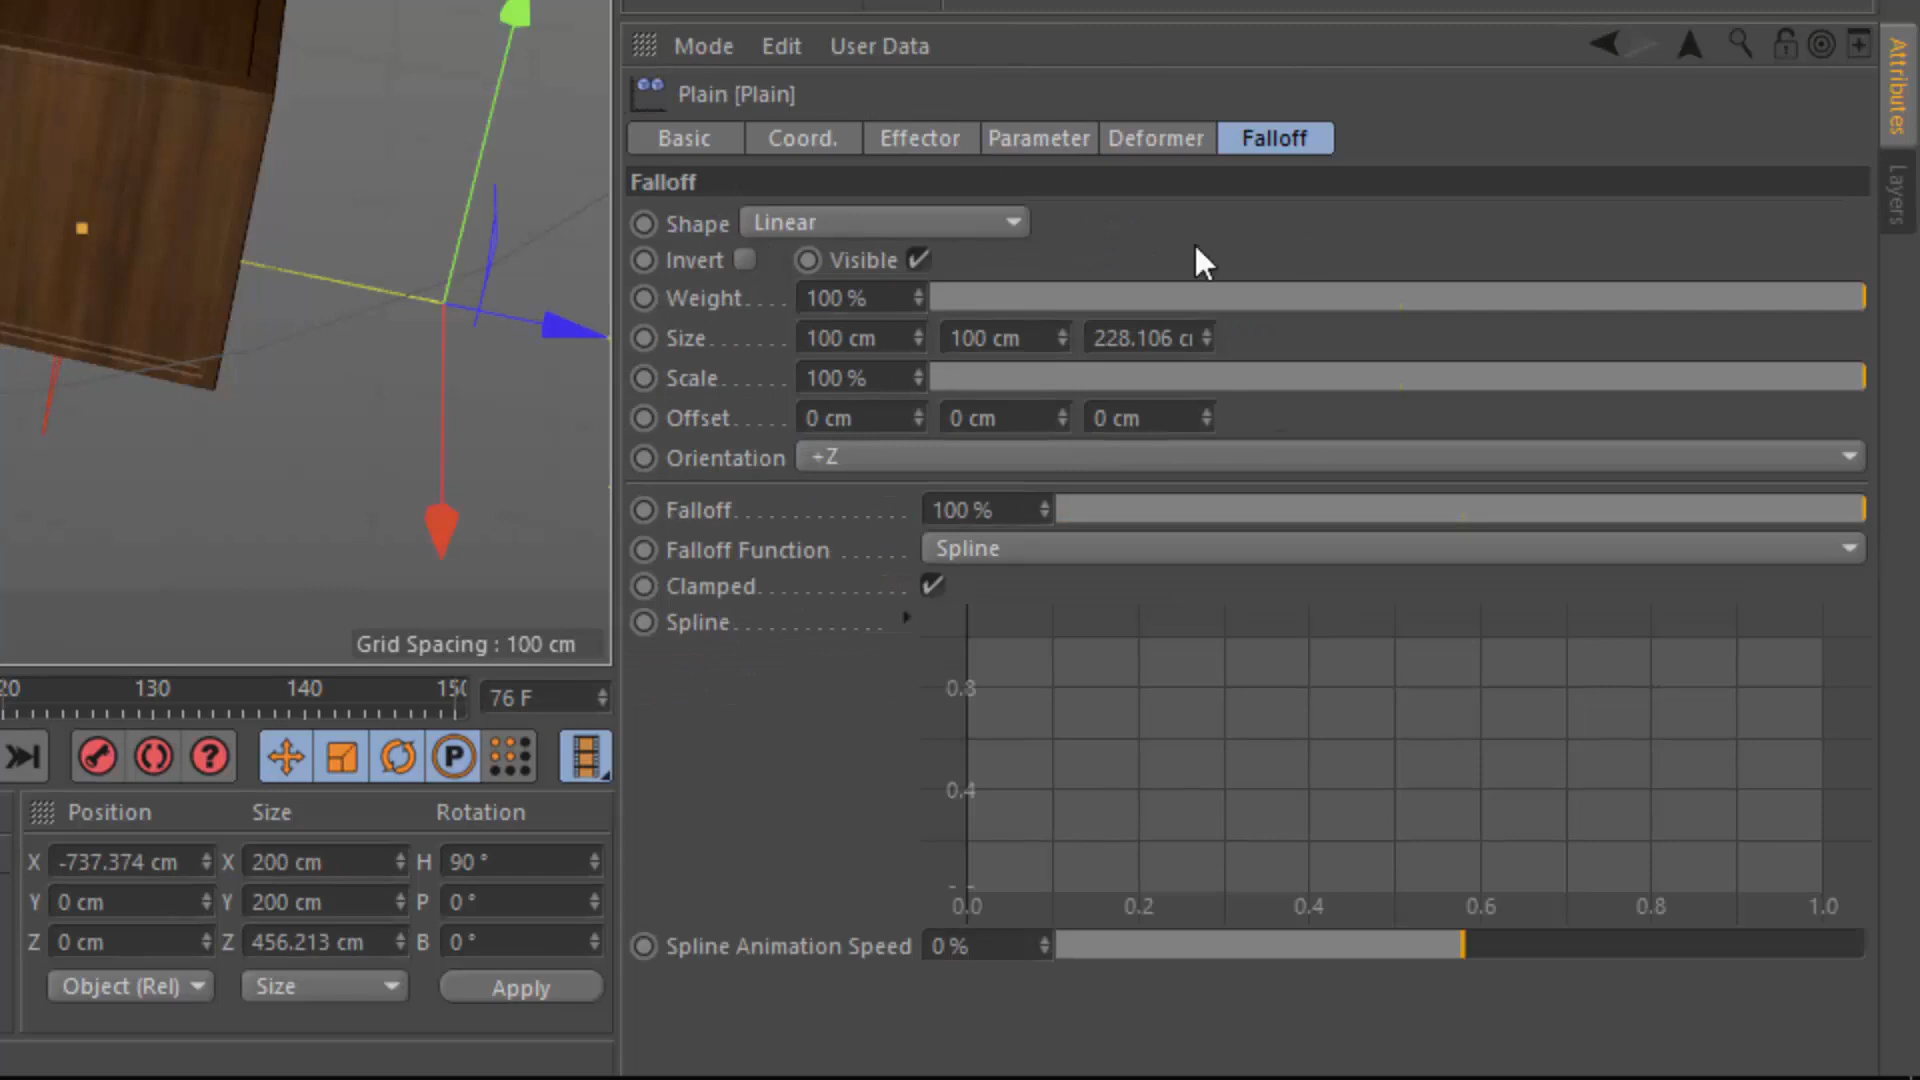 Mode Edit User Data
Plain [Plain]
Basic Coord. Effector Parameter Deformer Falloff
Falloff
Shape Linear
Invert Visible
Weight.... 100 %
Size....... 100 cm 100 cm 228.106 c
Scale...... 100 %
Offset..... 0 cm 0 cm 0 cm
Orientation +Z
Falloff.............. 100 %
Falloff Function ...... Spline
Clamped............
Spline.............
0.8
0.4
0.0 0.2 0.4 0.6 0.8 1.0
Spline Animation Speed 0 %
Attributes
Layers
Grid Spacing : 100 cm
20 130 140 150 76 F
P
Position Size Rotation
X -737.374 cm X 200 cm H 90 °
Y 0 cm Y 200 cm P 0 °
Z 0 cm Z 456.213 cm B 0 °
Object (Rel) Size Apply